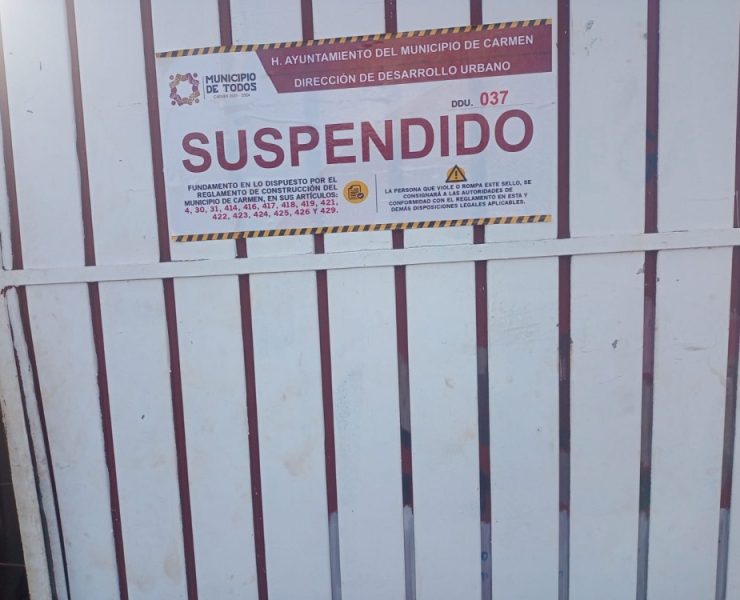 H. AYUNTAMIENTO DEL MUNICIPIO DE CARMEN
DIRECCIÓN DE DESARROLLO URBANO
MUNICIPIO
DE TODOS
CARMEN 2021 - 2024
DDU. 037
SUSPENDIDO
FUNDAMENTO EN LO DISPUESTO POR EL
REGLAMENTO DE CONSTRUCCIÓN DEL
MUNICIPIO DE CARMEN, EN SUS ARTÍCULOS:
4, 30, 31, 414, 416, 417, 418, 419, 421,
422, 423, 424, 425, 426 Y 429.
LA PERSONA QUE VIOLE O ROMPA ESTE SELLO, SE
CONSIGNARÁ A LAS AUTORIDADES DE
CONFORMIDAD CON EL REGLAMENTO EN ESTA Y
DEMÁS DISPOSICIONES LEGALES APLICABLES.